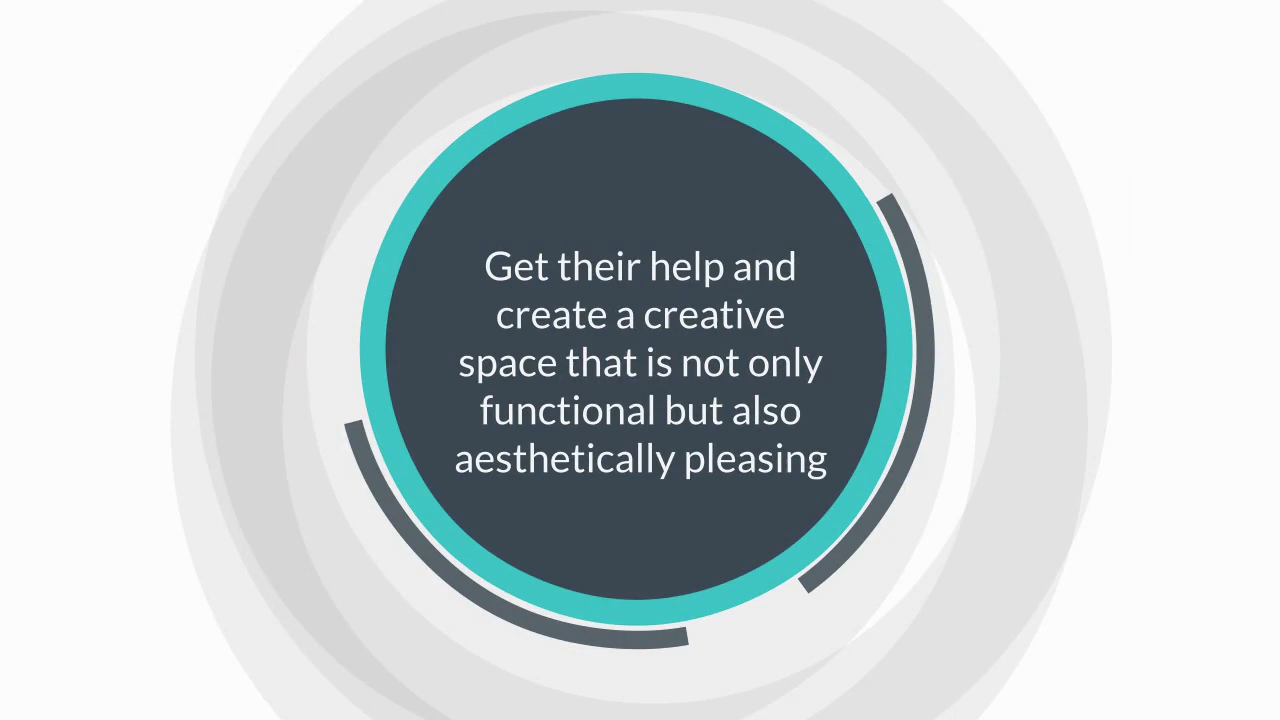 Get their help and
create a creative
space that is not only
functional but also
aesthetically pleasing